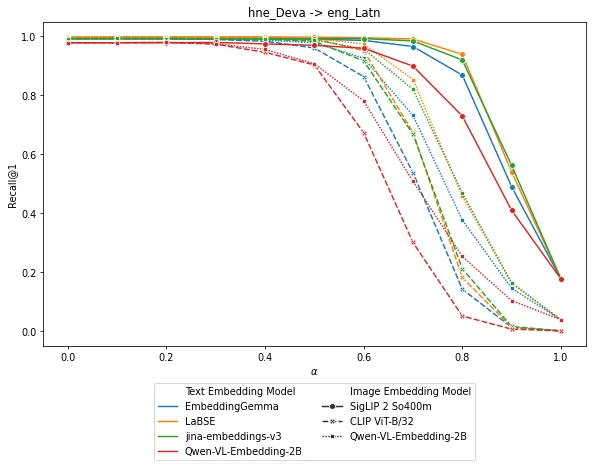 hne_Deva -> eng_Latn
Recall@1
1.0
0.8
0.6
0.4
0.2
0.0
0.0 0.2 0.4 0.6 0.8 1.0
α
Text Embedding Model
EmbeddingGemma
LaBSE
jina-embeddings-v3
Qwen-VL-Embedding-2B
Image Embedding Model
SigLIP 2 So400m
CLIP ViT-B/32
Qwen-VL-Embedding-2B